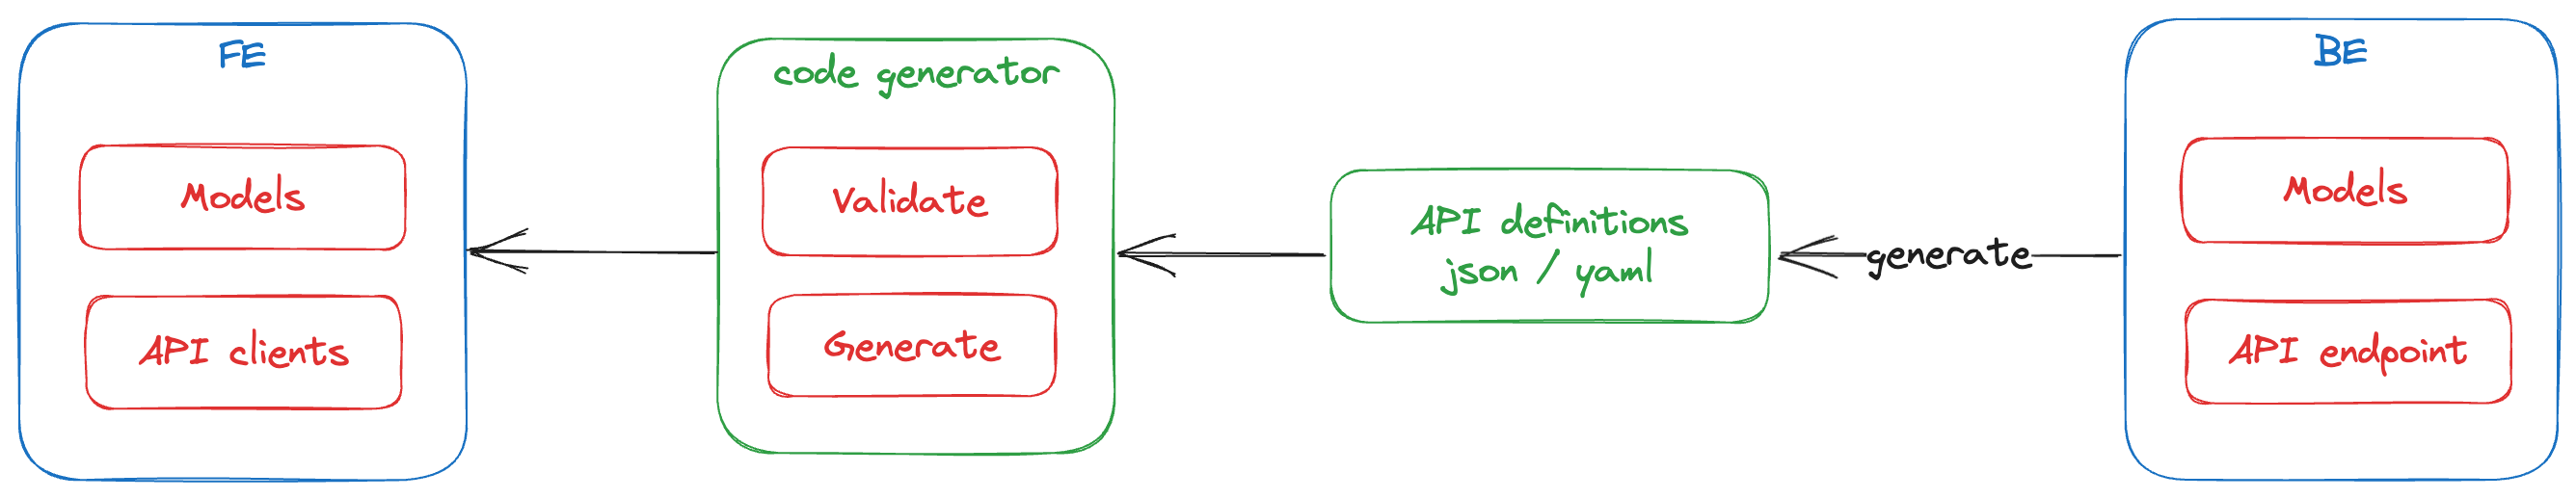 FE
Models
API clients
code generator
Validate
Generate
API definitions
json / yaml
generate
BE
Models
API endpoint